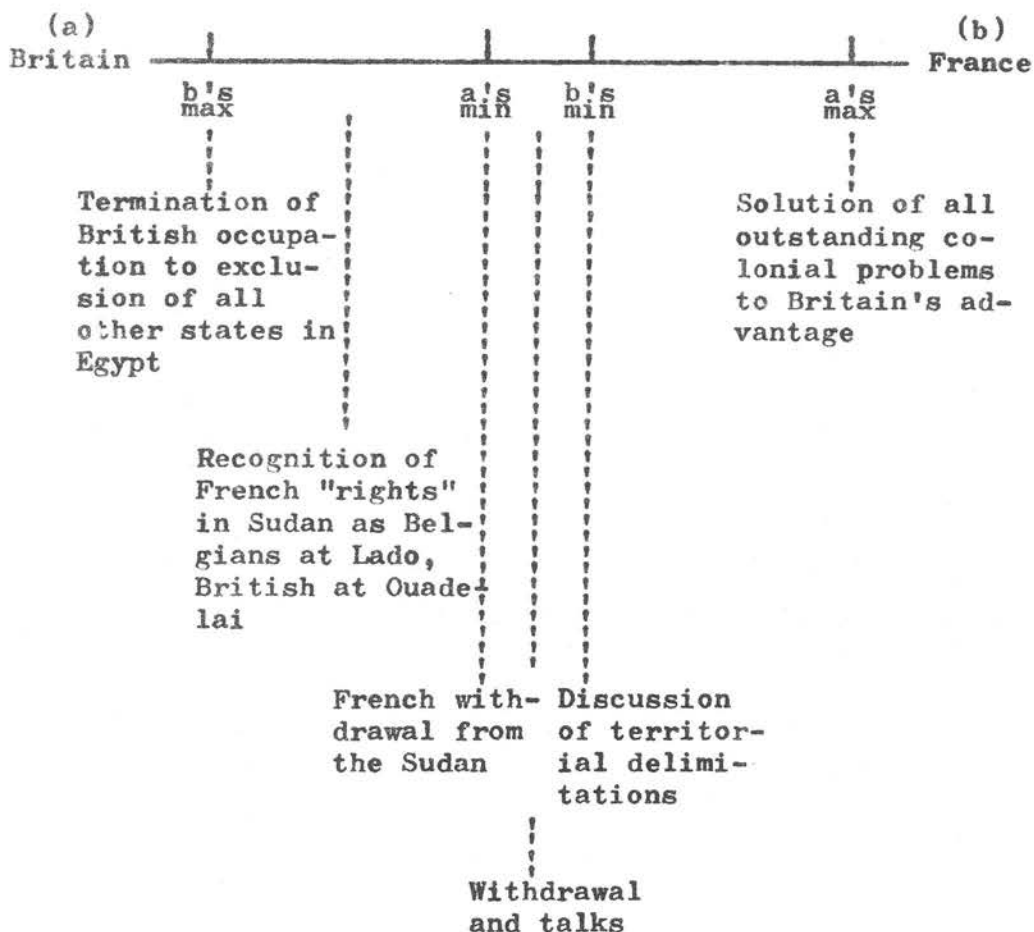 (a)
Britain
(b)
France
b's
max
a's
min
b's
min
a's
max
Termination of
British occupa-
tion to exclu-
sion of all
other states in
Egypt
Solution of all
outstanding co-
lonial problems
to Britain's ad-
vantage
Recognition of
French "rights"
in Sudan as Bel-
gians at Lado,
British at Ouade-
lai
French with-
drawal from
the Sudan
Discussion
of territor-
ial delimi-
tations
Withdrawal
and talks